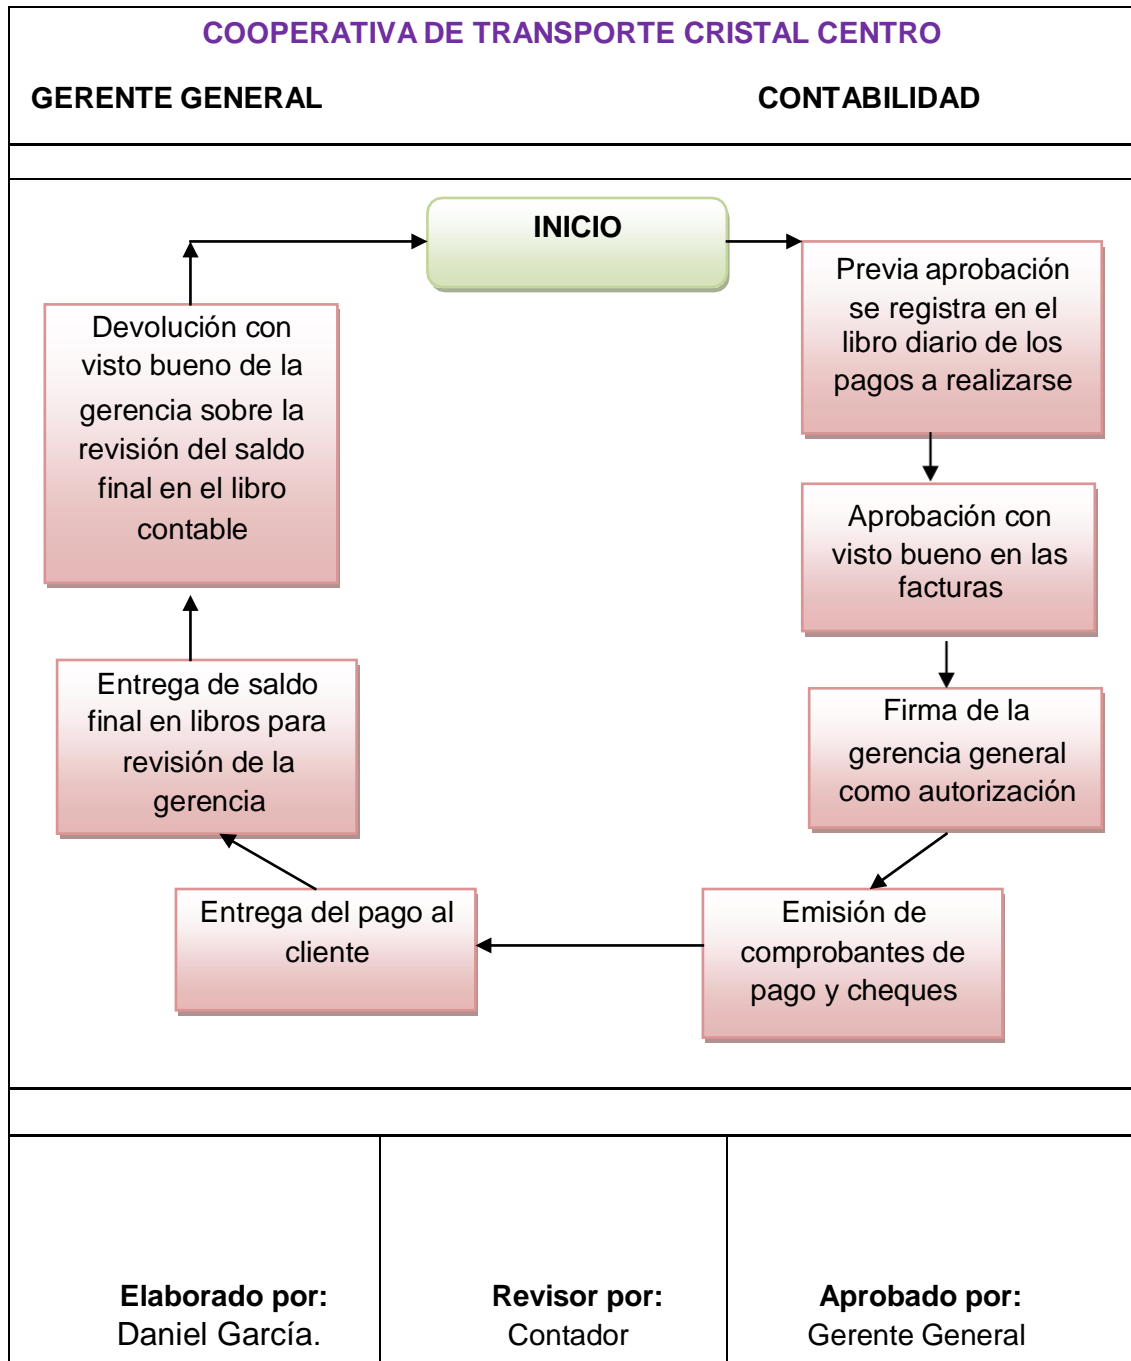 COOPERATIVA DE TRANSPORTE CRISTAL CENTRO
GERENTE GENERAL
CONTABILIDAD
INICIO
Previa aprobación
se registra en el
libro diario de los
pagos a realizarse
Aprobación con
visto bueno en las
facturas
Firma de la
gerencia general
como autorización
Emisión de
comprobantes de
pago y cheques
Entrega del pago al
cliente
Entrega de saldo
final en libros para
revisión de la
gerencia
Devolución con
visto bueno de la
gerencia sobre la
revisión del saldo
final en el libro
contable
Elaborado por:
Daniel García.
Revisor por:
Contador
Aprobado por:
Gerente General